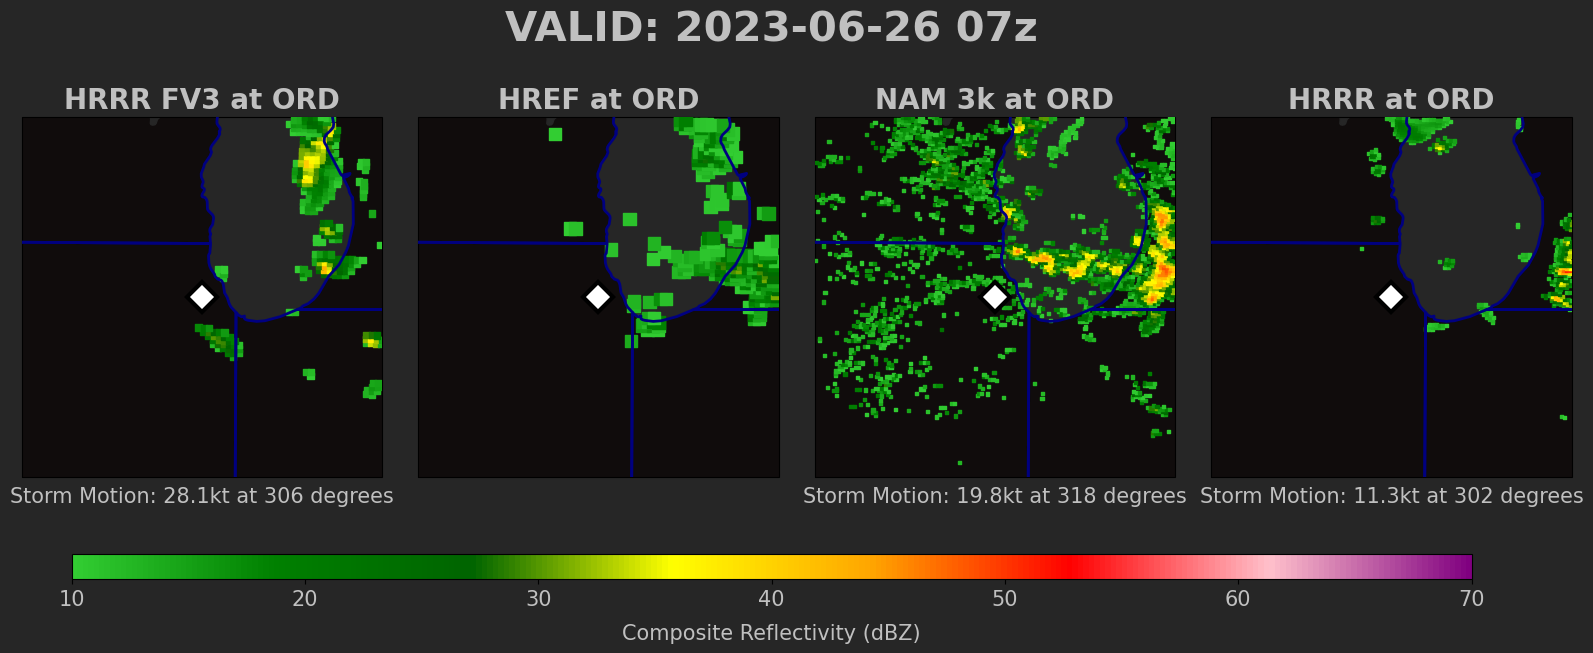 VALID: 2023-06-26 07z
HRRR FV3 at ORD
HREF at ORD
NAM 3k at ORD
HRRR at ORD
Storm Motion: 28.1kt at 306 degrees
Storm Motion: 19.8kt at 318 degrees
Storm Motion: 11.3kt at 302 degrees
10 20 30 40 50 60 70
Composite Reflectivity (dBZ)